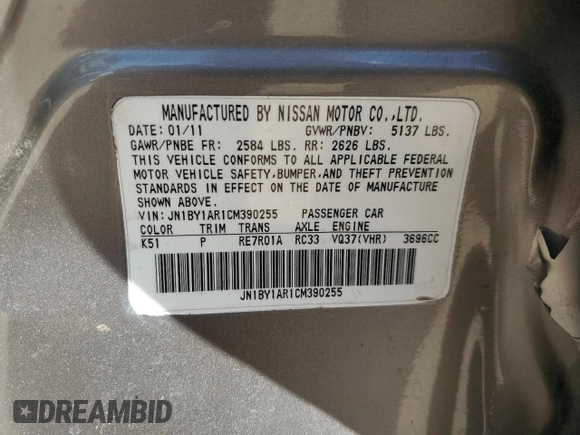 MANUFACTURED BY NISSAN MOTOR CO.,LTD.
DATE: 01/11 GVWR/PNBV: 5137 LBS.
GAWR/PNBE FR: 2584 LBS. RR: 2626 LBS.
THIS VEHICLE CONFORMS TO ALL APPLICABLE FEDERAL
MOTOR VEHICLE SAFETY,BUMPER,AND THEFT PREVENTION
STANDARDS IN EFFECT ON THE DATE OF MANUFACTURE
SHOWN ABOVE.
VIN: JN1BY1AR1CM390255 PASSENGER CAR
COLOR TRIM TRANS AXLE ENGINE
K51 P RE7R01A RC33 VQ37(VHR) 3696CC
JN1BY1AR1CM390255
DREAMBID